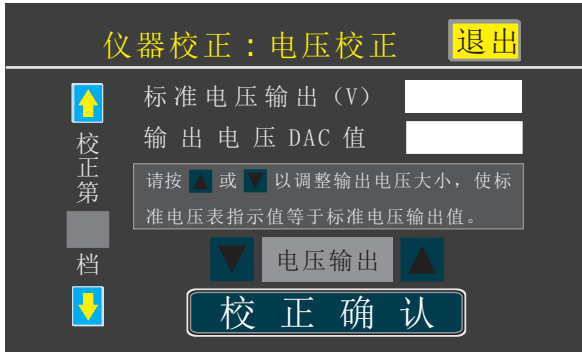 仪器校正：电压校正
退出
标准电压输出（V）
输出电压DAC值
校正第
档
请按▲或▼以调整输出电压大小，使标
准电压表指示值等于标准电压输出值。
▼ 电压输出 ▲
校正确认